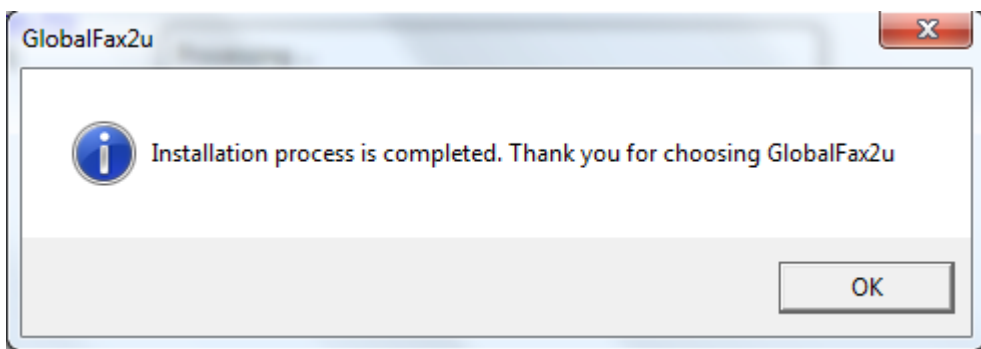 GlobalFax2u
Installation process is completed. Thank you for choosing GlobalFax2u
OK